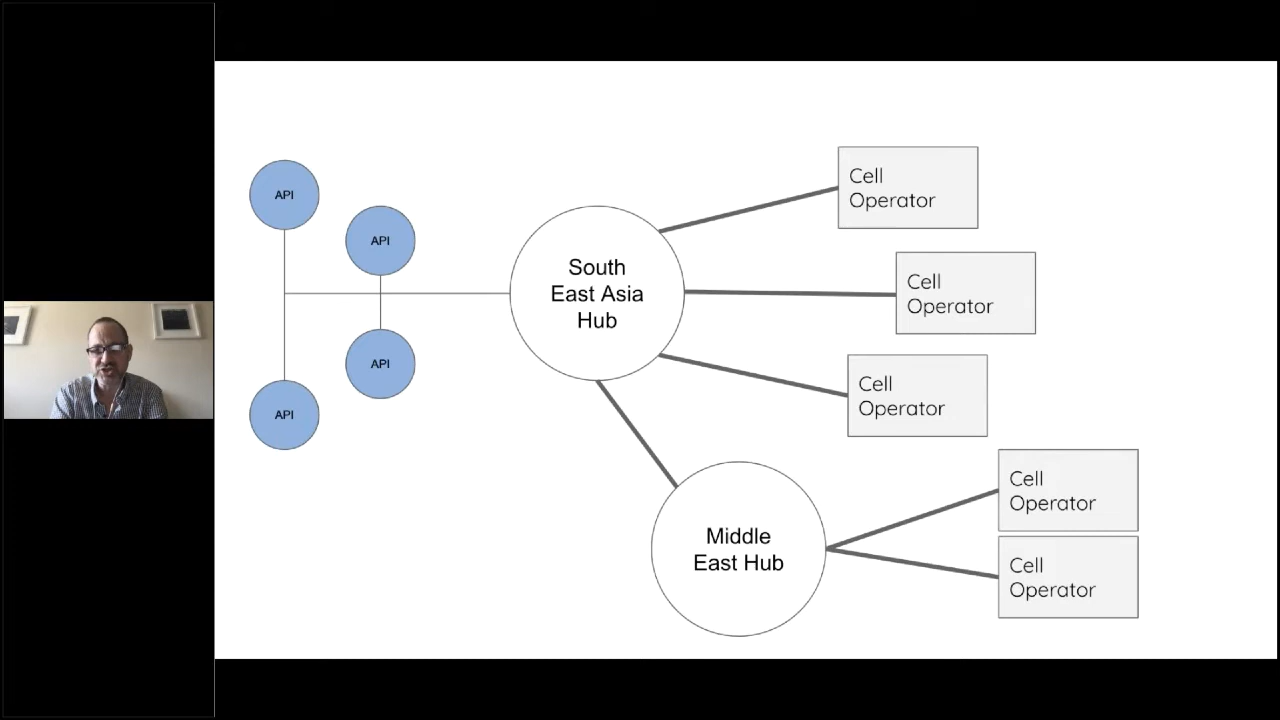 API
API
API
API
South
East Asia
Hub
Cell
Operator
Cell
Operator
Cell
Operator
Middle
East Hub
Cell
Operator
Cell
Operator